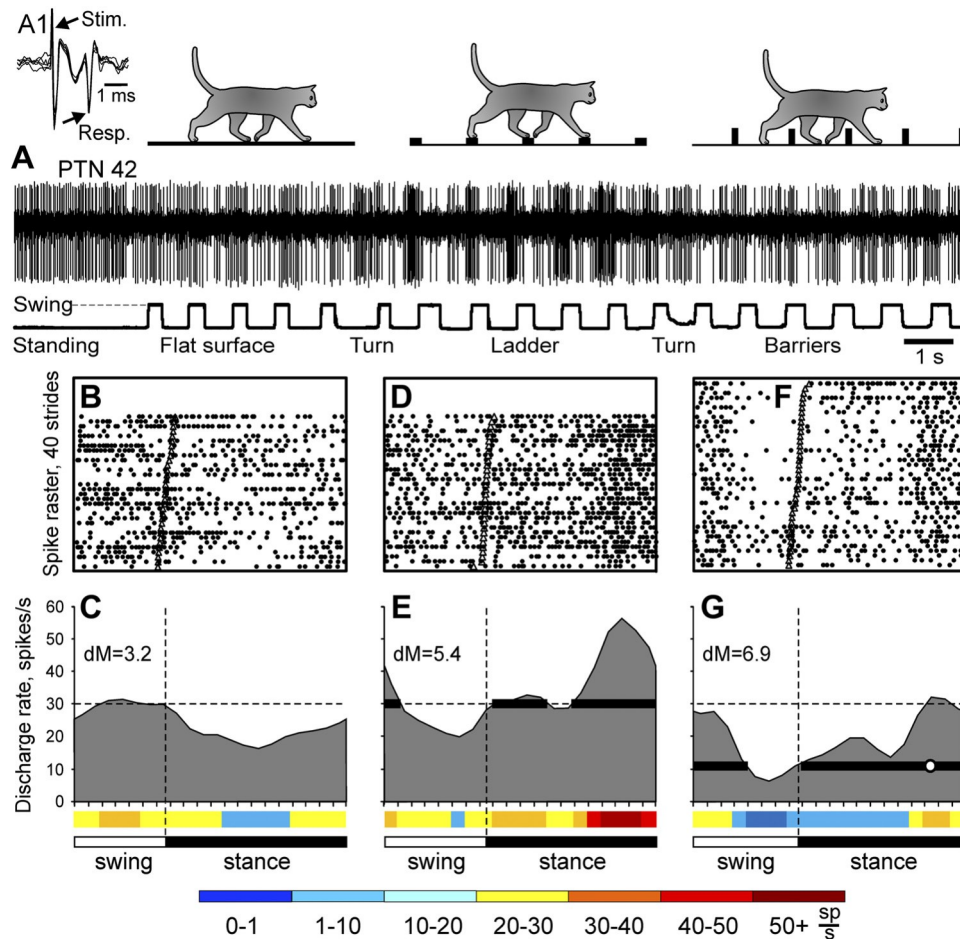 A1
Stim.
1 ms
Resp.
A
PTN 42
Swing
Standing Flat surface Turn Ladder Turn Barriers
1 s
Spike raster, 40 strides
B D F
Discharge rate, spikes/s
C E G
60
50
40
30
20
10
0
dM=3.2 dM=5.4 dM=6.9
swing stance swing stance swing stance
0-1 1-10 10-20 20-30 30-40 40-50 50+ sp/s